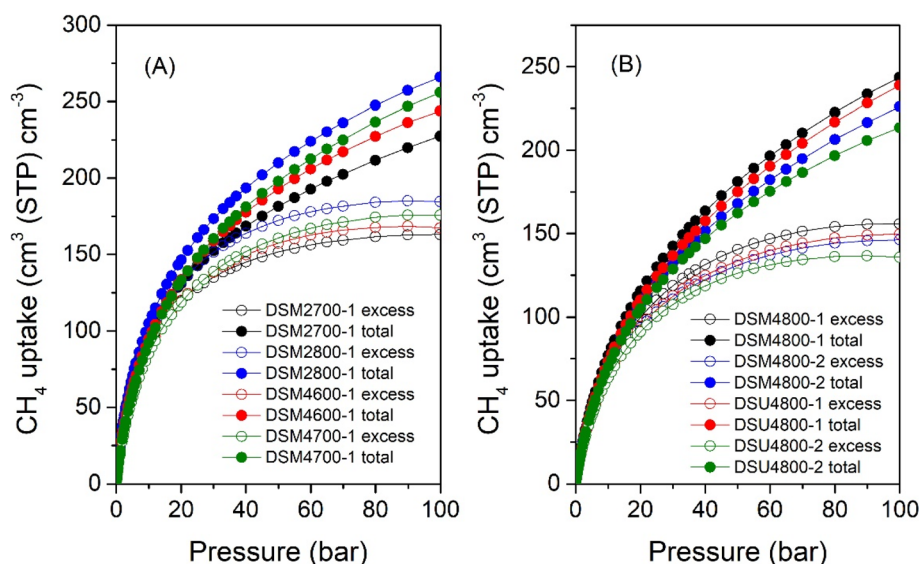 (A)
CH₄ uptake (cm³ (STP) cm⁻³)
300
250
200
150
100
50
0
DSM2700-1 excess
DSM2700-1 total
DSM2800-1 excess
DSM2800-1 total
DSM4600-1 excess
DSM4600-1 total
DSM4700-1 excess
DSM4700-1 total
0 20 40 60 80 100
Pressure (bar)
(B)
CH₄ uptake (cm³ (STP) cm⁻³)
250
200
150
100
50
0
DSM4800-1 excess
DSM4800-1 total
DSM4800-2 excess
DSM4800-2 total
DSU4800-1 excess
DSU4800-1 total
DSU4800-2 excess
DSU4800-2 total
0 20 40 60 80 100
Pressure (bar)